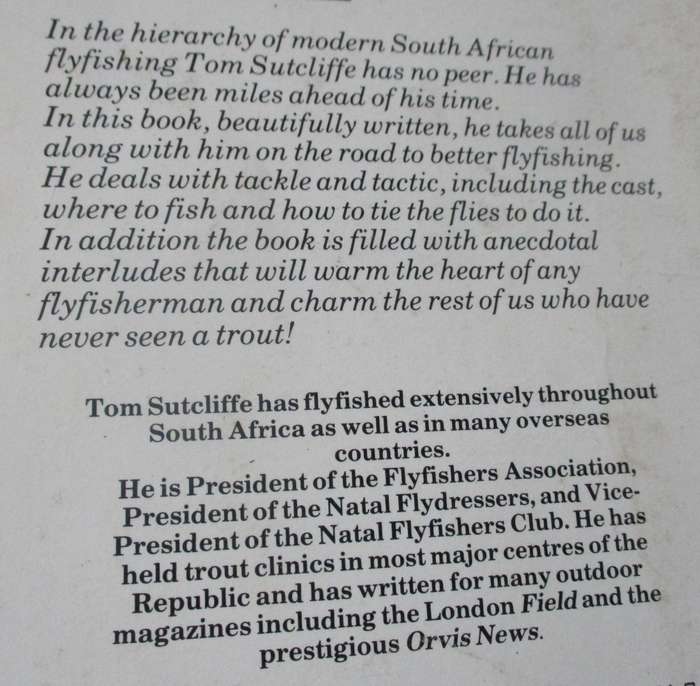 In the hierarchy of modern South African
flyfishing Tom Sutcliffe has no peer. He has
always been miles ahead of his time.
In this book, beautifully written, he takes all of us
along with him on the road to better flyfishing.
He deals with tackle and tactic, including the cast,
where to fish and how to tie the flies to do it.
In addition the book is filled with anecdotal
interludes that will warm the heart of any
flyfisherman and charm the rest of us who have
never seen a trout!
Tom Sutcliffe has flyfished extensively throughout
South Africa as well as in many overseas
countries.
He is President of the Flyfishers Association,
President of the Natal Flydressers, and Vice-
President of the Natal Flyfishers Club. He has
held trout clinics in most major centres of the
Republic and has written for many outdoor
magazines including the London Field and the
prestigious Orvis News.